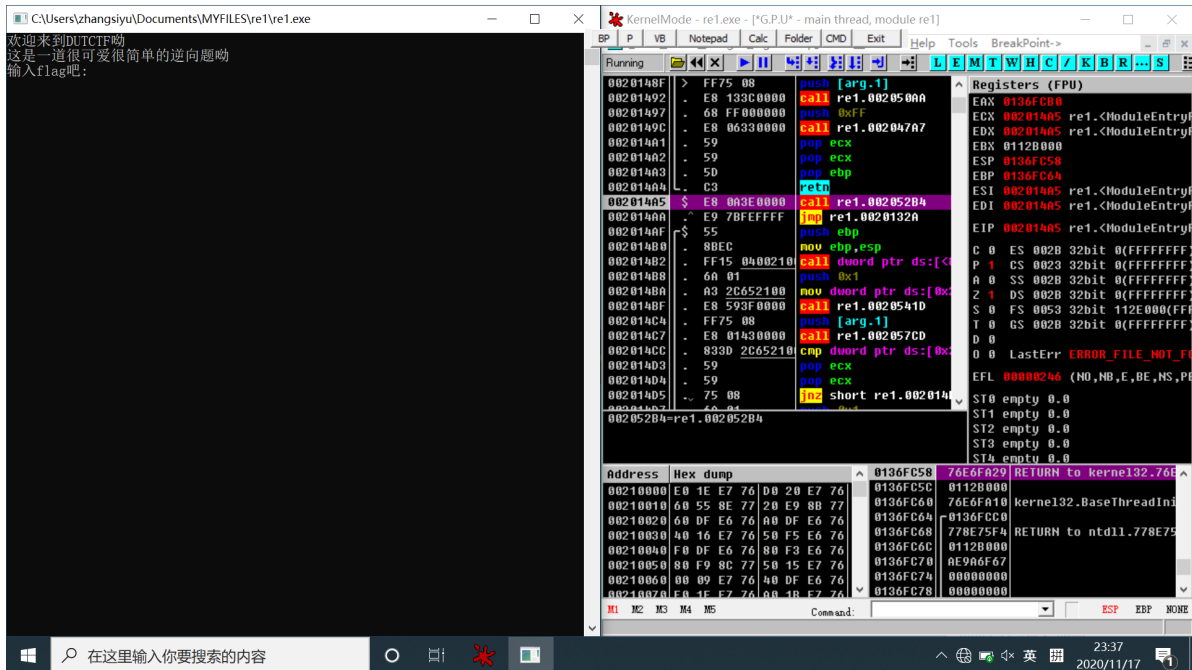 C:\Users\zhangsiyu\Documents\MYFILES\re1\re1.exe
欢迎来到DUTCTF呦
这是一道很可爱很简单的逆向题呦
输入flag吧:
KernelMode - re1.exe - [*G.P.U* - main thread, module re1]
BP P VB Notepad Calc Folder CMD Exit Help Tools BreakPoint->
Running L E M T W H C / K B R ... S
0020148F > FF75 08 push [arg.1]
00201492 . E8 133C0000 call re1.002050AA
00201497 . 68 FF000000 push 0xFF
0020149C . E8 06330000 call re1.002047A7
002014A1 . 59 pop ecx
002014A2 . 59 pop ecx
002014A3 . 5D pop ebp
002014A4 . C3 retn
002014A5 $ E8 0A3E0000 call re1.002052B4
002014AA .^ E9 7BFEFFFF jmp re1.0020132A
002014AF $ 55 push ebp
002014B0 . 8BEC mov ebp,esp
002014B2 . FF15 04002100 call dword ptr ds:[<
002014B8 . 6A 01 push 0x1
002014BA . A3 2C652100 mov dword ptr ds:[0x2
002014BF . E8 593F0000 call re1.0020541D
002014C4 . FF75 08 push [arg.1]
002014C7 . E8 01430000 call re1.002057CD
002014CC . 833D 2C652100 cmp dword ptr ds:[0x2
002014D3 . 59 pop ecx
002014D4 . 59 pop ecx
002014D5 . 75 08 jnz short re1.002014
002052B4=re1.002052B4
Registers (FPU)
EAX 0136FCB0
ECX 002014A5 re1.<ModuleEntryP
EDX 002014A5 re1.<ModuleEntryP
EBX 0112B000
ESP 0136FC58
EBP 0136FC64
ESI 002014A5 re1.<ModuleEntryP
EDI 002014A5 re1.<ModuleEntryP
EIP 002014A5 re1.<ModuleEntryP
C 0 ES 002B 32bit 0(FFFFFFFF)
P 1 CS 0023 32bit 0(FFFFFFFF)
A 0 SS 002B 32bit 0(FFFFFFFF)
Z 1 DS 002B 32bit 0(FFFFFFFF)
S 0 FS 0053 32bit 112E000(FFF
T 0 GS 002B 32bit 0(FFFFFFFF)
D 0
O 0 LastErr ERROR_FILE_NOT_FO
EFL 00000246 (NO,NB,E,BE,NS,PE
ST0 empty 0.0
ST1 empty 0.0
ST2 empty 0.0
ST3 empty 0.0
ST4 empty 0.0
Address Hex dump
00210000 E0 1E E7 76 D0 20 E7 76
00210010 60 55 8E 77 20 E9 8B 77
00210020 60 DF E6 76 A0 DF E6 76
00210030 40 16 E7 76 50 F5 E6 76
00210040 F0 DF E6 76 80 F3 E6 76
00210050 80 F9 8C 77 50 15 E7 76
00210060 00 09 E7 76 40 DF E6 76
00210070 E0 1F E7 76 A0 1B E7 76
0136FC58 76E6FA29 RETURN to kernel32.76E
0136FC5C 0112B000
0136FC60 76E6FA10 kernel32.BaseThreadIni
0136FC64 0136FCC0
0136FC68 778E75F4 RETURN to ntdll.778E75
0136FC6C 0112B000
0136FC70 AE9A6F67
0136FC74 00000000
0136FC78 00000000
M1 M2 M3 M4 M5 Command: ESP EBP NONE
在这里输入你要搜索的内容
英 拼
23:37
2020/11/17
1